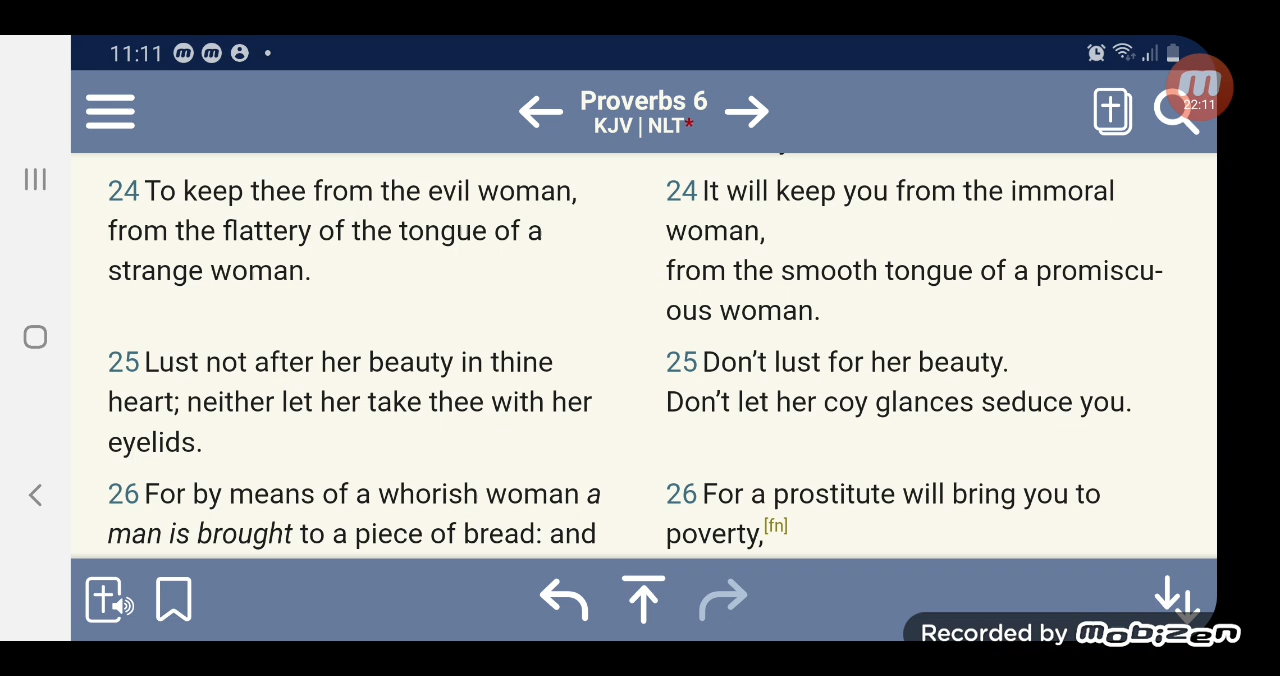 11:11
Proverbs 6
KJV | NLT*
22:11
24 To keep thee from the evil woman,
from the flattery of the tongue of a
strange woman.
25 Lust not after her beauty in thine
heart; neither let her take thee with her
eyelids.
26 For by means of a whorish woman a
man is brought to a piece of bread: and
24 It will keep you from the immoral
woman,
from the smooth tongue of a promiscu-
ous woman.
25 Don’t lust for her beauty.
Don’t let her coy glances seduce you.
26 For a prostitute will bring you to
poverty,[fn]
Recorded by mobizen